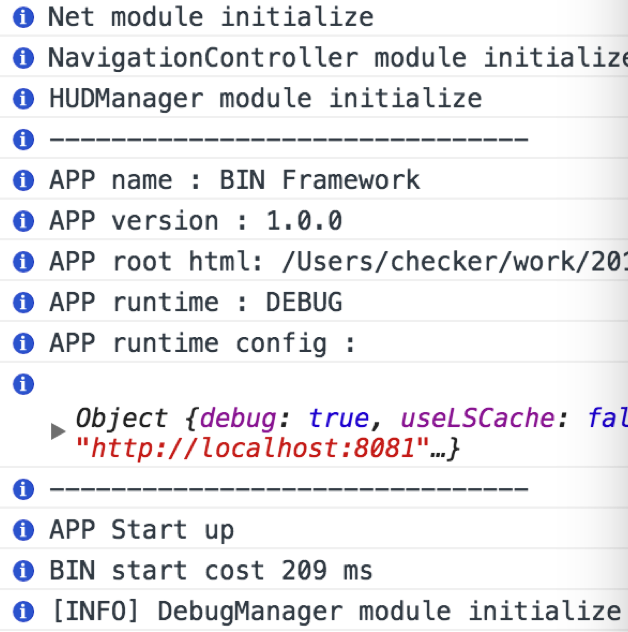 Net module initialize
NavigationController module initialize
HUDManager module initialize
-------------------------------
APP name : BIN Framework
APP version : 1.0.0
APP root html: /Users/checker/work/201
APP runtime : DEBUG
APP runtime config :
Object {debug: true, useLSCache: fal
"http://localhost:8081"…}
-------------------------------
APP Start up
BIN start cost 209 ms
[INFO] DebugManager module initialize